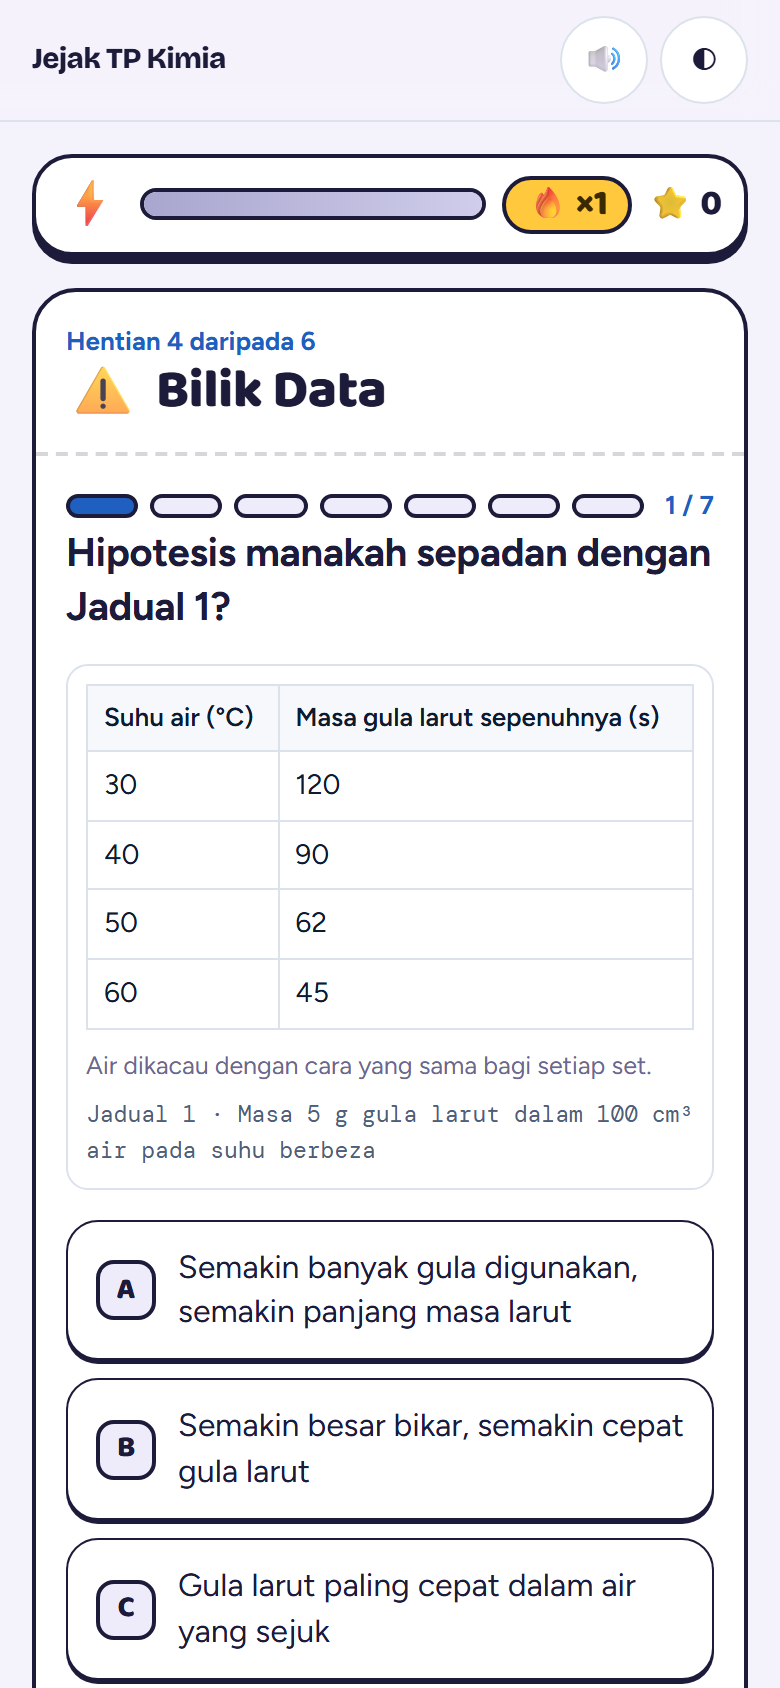 Jejak TP Kimia
×1
0
Hentian 4 daripada 6
Bilik Data
1 / 7
Hipotesis manakah sepadan dengan
Jadual 1?
Suhu air (°C) Masa gula larut sepenuhnya (s)
30 120
40 90
50 62
60 45
Air dikacau dengan cara yang sama bagi setiap set.
Jadual 1 · Masa 5 g gula larut dalam 100 cm³
air pada suhu berbeza
A
Semakin banyak gula digunakan,
semakin panjang masa larut
B
Semakin besar bikar, semakin cepat
gula larut
C
Gula larut paling cepat dalam air
yang sejuk